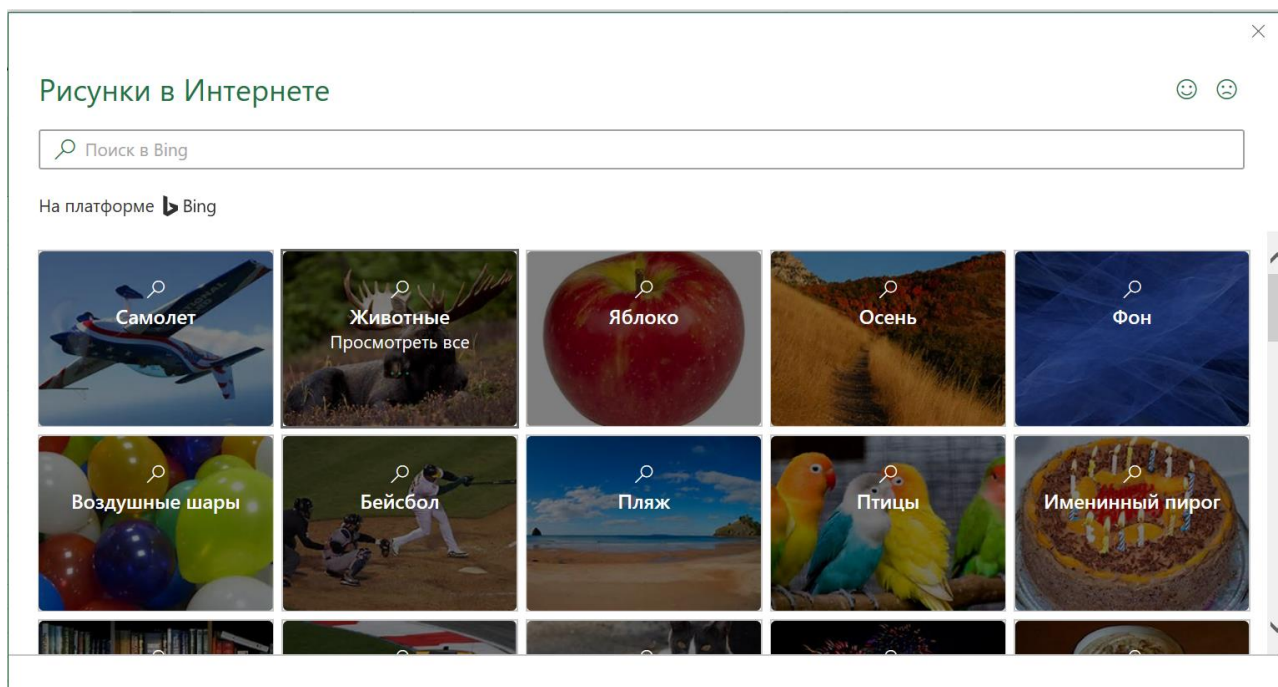 Рисунки в Интернете
Поиск в Bing
На платформе Bing
Самолет
Животные
Просмотреть все
Яблоко
Осень
Фон
Воздушные шары
Бейсбол
Пляж
Птицы
Именинный пирог